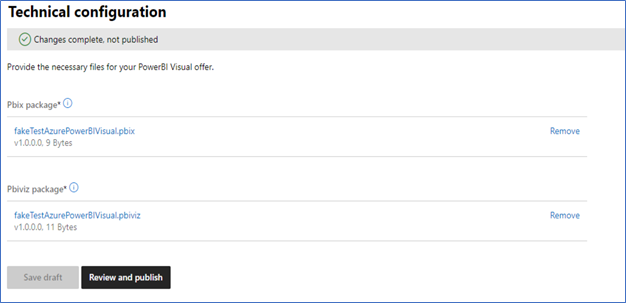 Technical configuration
Changes complete, not published
Provide the necessary files for your PowerBI Visual offer.
Pbix package*
fakeTestAzurePowerBIVisual.pbix
Remove
v1.0.0.0, 9 Bytes
Pbiviz package*
fakeTestAzurePowerBIVisual.pbiviz
Remove
v1.0.0.0, 11 Bytes
Save draft
Review and publish